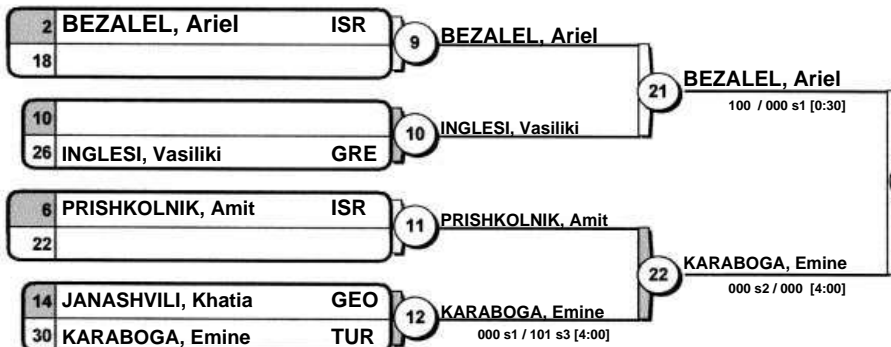 2 BEZALEL, Ariel ISR
18
9 BEZALEL, Ariel
10
26 INGLESI, Vasiliki GRE
10 INGLESI, Vasiliki
21 BEZALEL, Ariel
100 / 000 s1 [0:30]
6 PRISHKOLNIK, Amit ISR
22
11 PRISHKOLNIK, Amit
14 JANASHVILI, Khatia GEO
30 KARABOGA, Emine TUR
12 KARABOGA, Emine
000 s1 / 101 s3 [4:00]
22 KARABOGA, Emine
000 s2 / 000 [4:00]